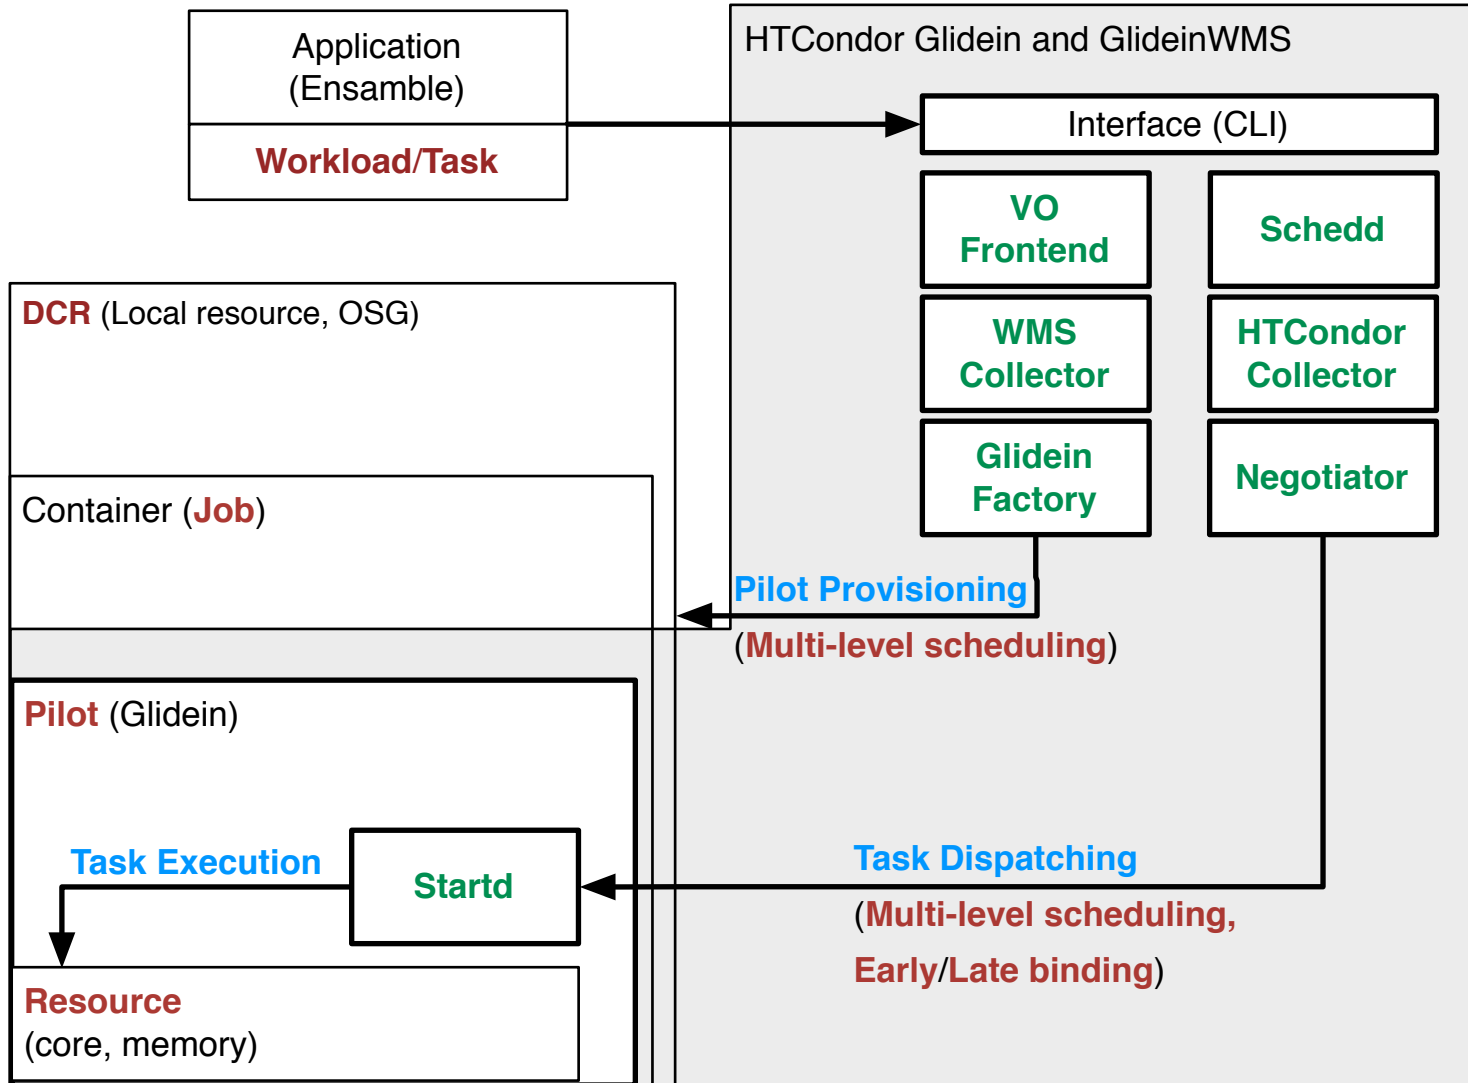 Application
(Ensamble)
Workload/Task
HTCondor Glidein and GlideinWMS
Interface (CLI)
VO
Frontend
Schedd
WMS
Collector
HTCondor
Collector
Glidein
Factory
Negotiator
DCR (Local resource, OSG)
Container (Job)
Pilot Provisioning
(Multi-level scheduling)
Pilot (Glidein)
Task Execution
Startd
Task Dispatching
(Multi-level scheduling,
Early/Late binding)
Resource
(core, memory)